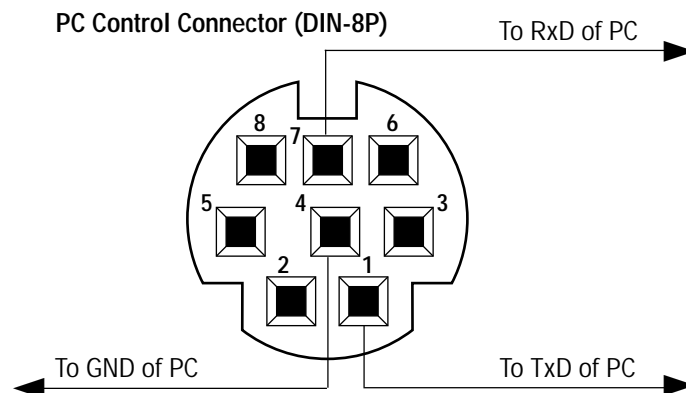 PC Control Connector (DIN-8P)
To RxD of PC
8 7 6
5 4 3
2 1
To GND of PC
To TxD of PC